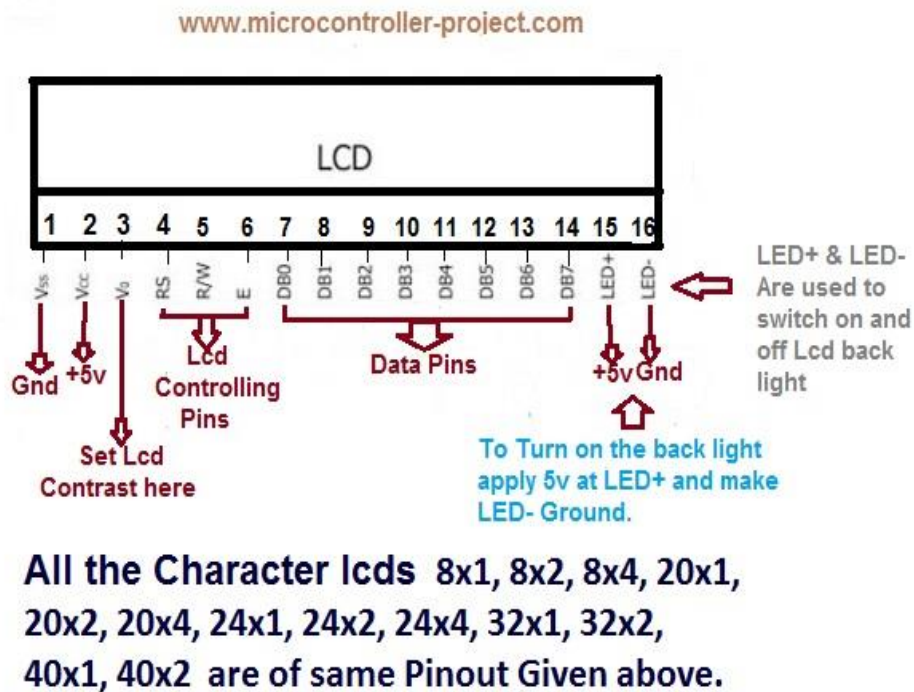 www.microcontroller-project.com
LCD
1 2 3 4 5 6 7 8 9 10 11 12 13 14 15 16
Vss Vcc V₀ RS R/W E DB0 DB1 DB2 DB3 DB4 DB5 DB6 DB7 LED+ LED-
LED+ & LED-
Are used to
switch on and
off Lcd back
light
Gnd +5v
Lcd
Controlling
Pins
Data Pins
+5v Gnd
Set Lcd
Contrast here
To Turn on the back light
apply 5v at LED+ and make
LED- Ground.
All the Character lcds 8x1, 8x2, 8x4, 20x1,
20x2, 20x4, 24x1, 24x2, 24x4, 32x1, 32x2,
40x1, 40x2 are of same Pinout Given above.